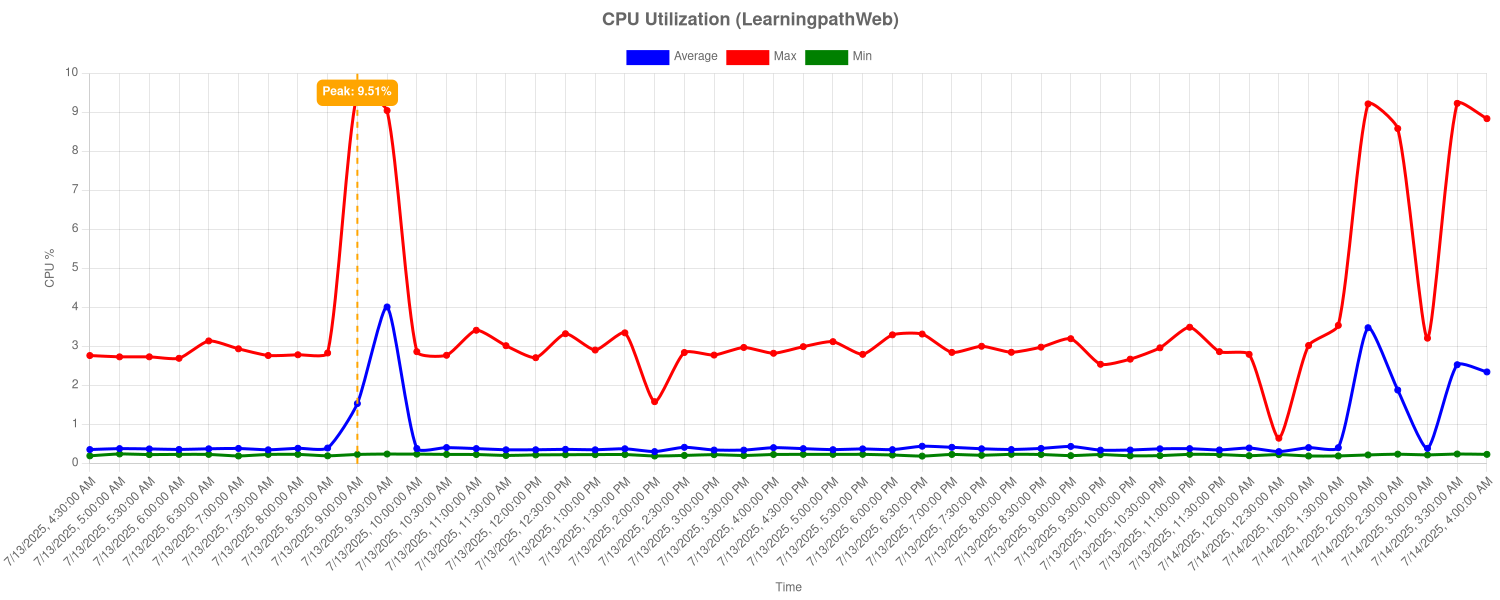 CPU Utilization (LearningpathWeb)
Average Max Min
Peak: 9.51%
CPU %
10
9
8
7
6
5
4
3
2
1
0
7/13/2025, 4:30:00 AM
7/13/2025, 5:00:00 AM
7/13/2025, 5:30:00 AM
7/13/2025, 6:00:00 AM
7/13/2025, 6:30:00 AM
7/13/2025, 7:00:00 AM
7/13/2025, 7:30:00 AM
7/13/2025, 8:00:00 AM
7/13/2025, 8:30:00 AM
7/13/2025, 9:00:00 AM
7/13/2025, 9:30:00 AM
7/13/2025, 10:00:00 AM
7/13/2025, 10:30:00 AM
7/13/2025, 11:00:00 AM
7/13/2025, 11:30:00 AM
7/13/2025, 12:00:00 PM
7/13/2025, 12:30:00 PM
7/13/2025, 1:00:00 PM
7/13/2025, 1:30:00 PM
7/13/2025, 2:00:00 PM
7/13/2025, 2:30:00 PM
7/13/2025, 3:00:00 PM
7/13/2025, 3:30:00 PM
7/13/2025, 4:00:00 PM
7/13/2025, 4:30:00 PM
7/13/2025, 5:00:00 PM
7/13/2025, 5:30:00 PM
7/13/2025, 6:00:00 PM
7/13/2025, 6:30:00 PM
7/13/2025, 7:00:00 PM
7/13/2025, 7:30:00 PM
7/13/2025, 8:00:00 PM
7/13/2025, 8:30:00 PM
7/13/2025, 9:00:00 PM
7/13/2025, 9:30:00 PM
7/13/2025, 10:00:00 PM
7/13/2025, 10:30:00 PM
7/13/2025, 11:00:00 PM
7/13/2025, 11:30:00 PM
7/14/2025, 12:00:00 AM
7/14/2025, 12:30:00 AM
7/14/2025, 1:00:00 AM
7/14/2025, 1:30:00 AM
7/14/2025, 2:00:00 AM
7/14/2025, 2:30:00 AM
7/14/2025, 3:00:00 AM
7/14/2025, 3:30:00 AM
7/14/2025, 4:00:00 AM
Time